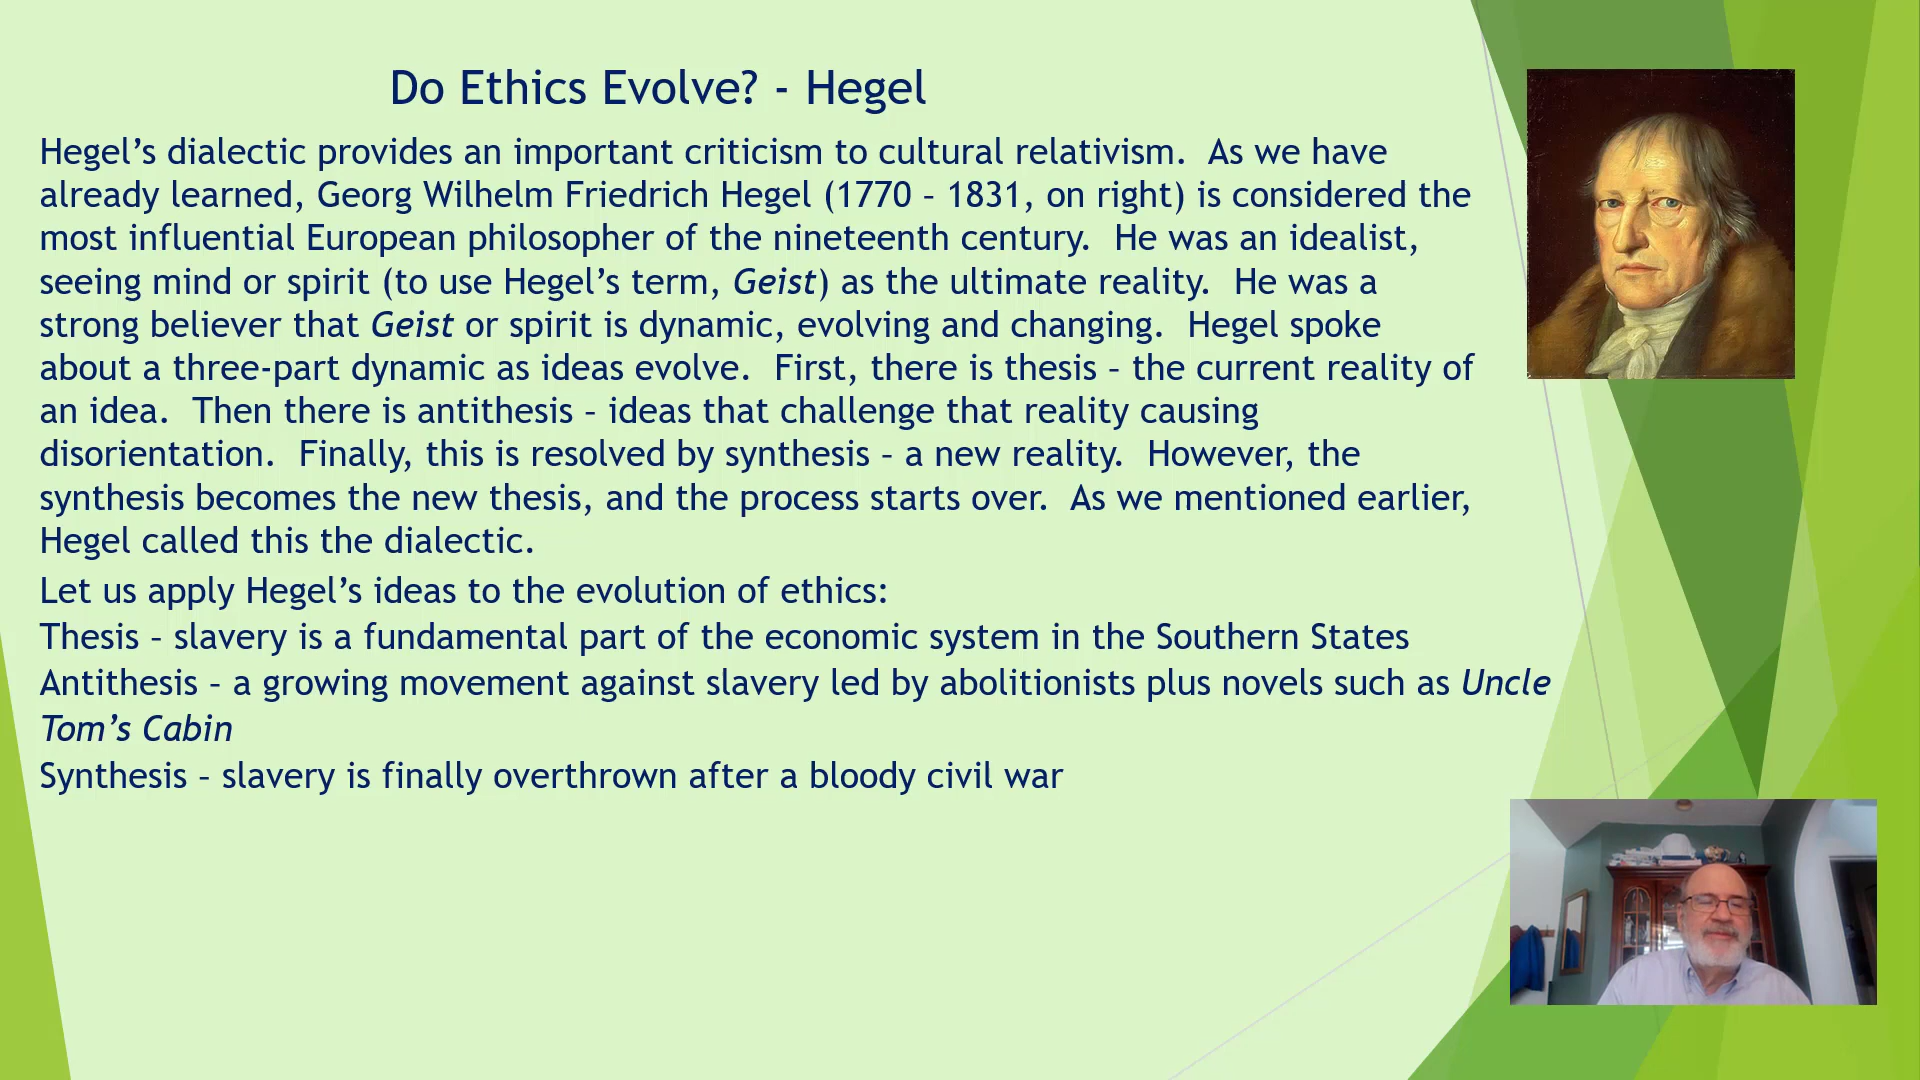 Do Ethics Evolve? - Hegel
Hegel’s dialectic provides an important criticism to cultural relativism.  As we have
already learned, Georg Wilhelm Friedrich Hegel (1770 – 1831, on right) is considered the
most influential European philosopher of the nineteenth century.  He was an idealist,
seeing mind or spirit (to use Hegel’s term, Geist) as the ultimate reality.  He was a
strong believer that Geist or spirit is dynamic, evolving and changing.  Hegel spoke
about a three-part dynamic as ideas evolve.  First, there is thesis – the current reality of
an idea.  Then there is antithesis – ideas that challenge that reality causing
disorientation.  Finally, this is resolved by synthesis – a new reality.  However, the
synthesis becomes the new thesis, and the process starts over.  As we mentioned earlier,
Hegel called this the dialectic.
Let us apply Hegel’s ideas to the evolution of ethics:
Thesis – slavery is a fundamental part of the economic system in the Southern States
Antithesis – a growing movement against slavery led by abolitionists plus novels such as Uncle
Tom’s Cabin
Synthesis – slavery is finally overthrown after a bloody civil war